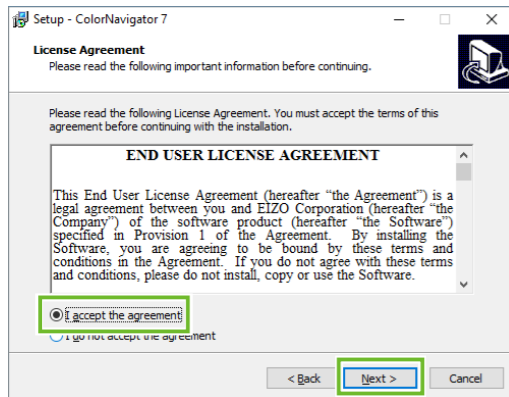 Setup - ColorNavigator 7
License Agreement
Please read the following important information before continuing.
Please read the following License Agreement. You must accept the terms of this
agreement before continuing with the installation.
END USER LICENSE AGREEMENT
This End User License Agreement (hereafter “the Agreement”) is a
legal agreement between you and EIZO Corporation (hereafter “the
Company”) of the software product (hereafter “the Software”)
specified in Provision 1 of the Agreement. By installing the
Software, you are agreeing to be bound by these terms and
conditions in the Agreement. If you do not agree with these terms
and conditions, please do not install, copy or use the Software.
I accept the agreement
I do not accept the agreement
< Back Next > Cancel